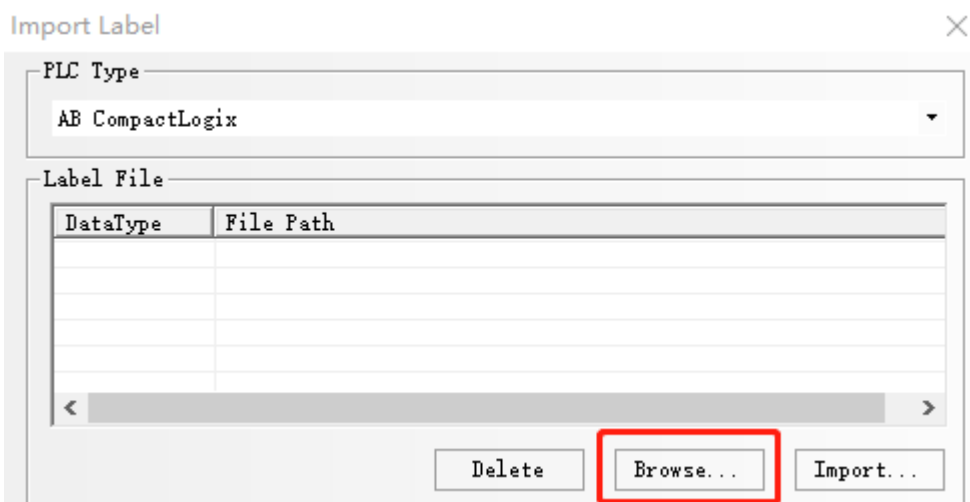 Import Label
PLC Type
AB CompactLogix
Label File
DataType File Path
Delete Browse... Import...